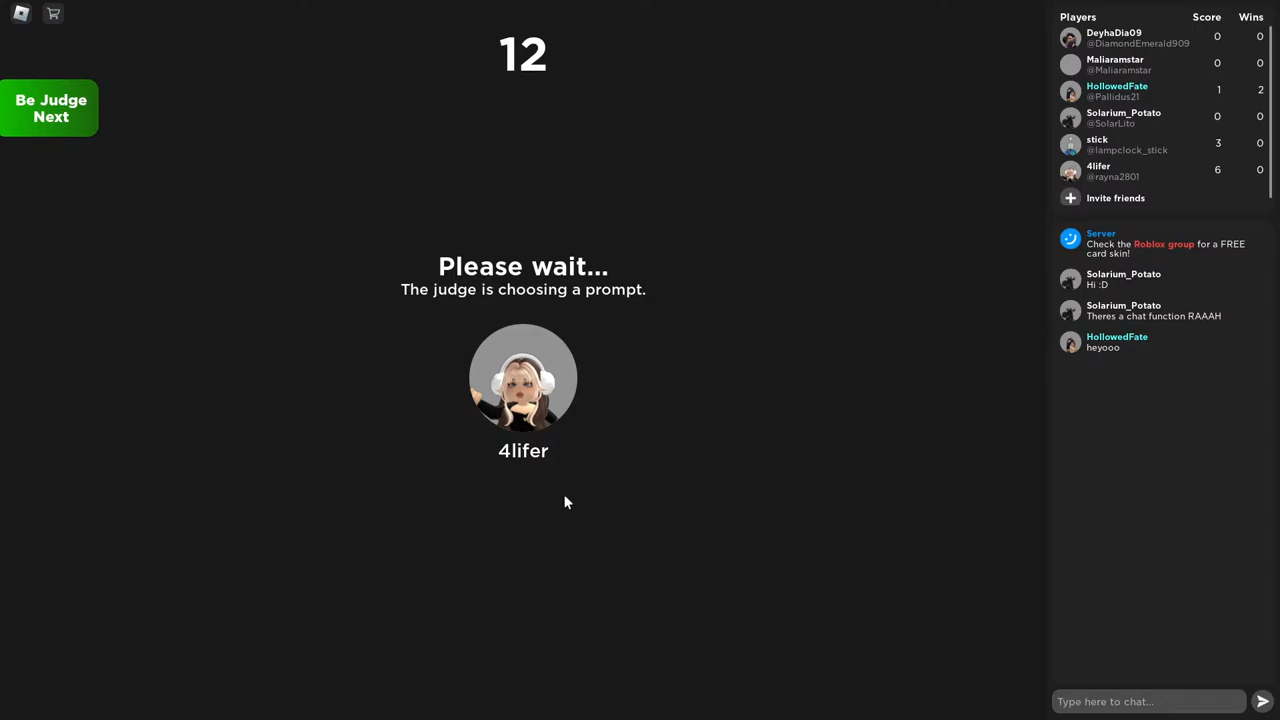 12
Be Judge
Next
Please wait...
The judge is choosing a prompt.
4lifer
Players Score Wins
DeyhaDia09 0 0
@DiamondEmerald909
Maliaramstar 0 0
@Maliaramstar
HollowedFate 1 2
@Pallidus21
Solarium_Potato 0 0
@SolarLito
stick 3 0
@lampclock_stick
4lifer 6 0
@rayna2801
Invite friends
Server
Check the Roblox group for a FREE
card skin!
Solarium_Potato
Hi :D
Solarium_Potato
Theres a chat function RAAAH
HollowedFate
heyooo
Type here to chat...